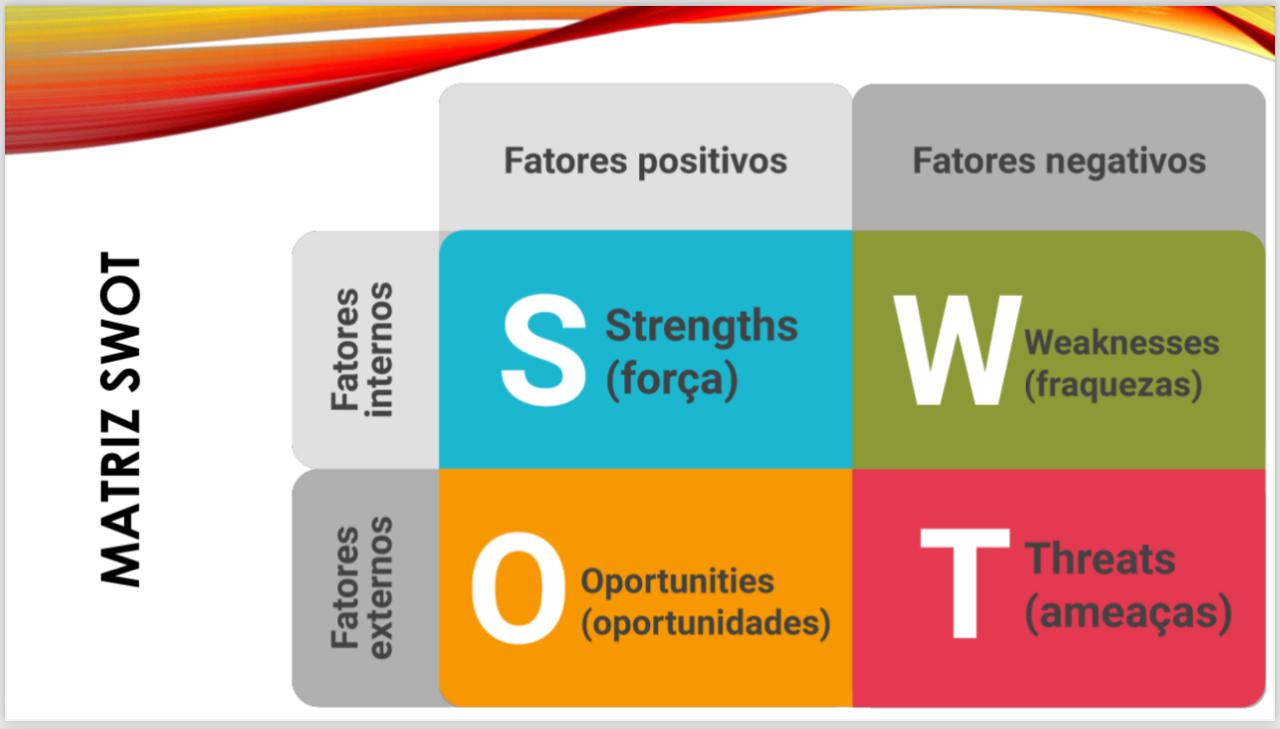 MATRIZ SWOT
Fatores positivos
Fatores negativos
Fatores
internos
S
Strengths
(força)
W
Weaknesses
(fraquezas)
Fatores
externos
O
Oportunities
(oportunidades)
T
Threats
(ameaças)